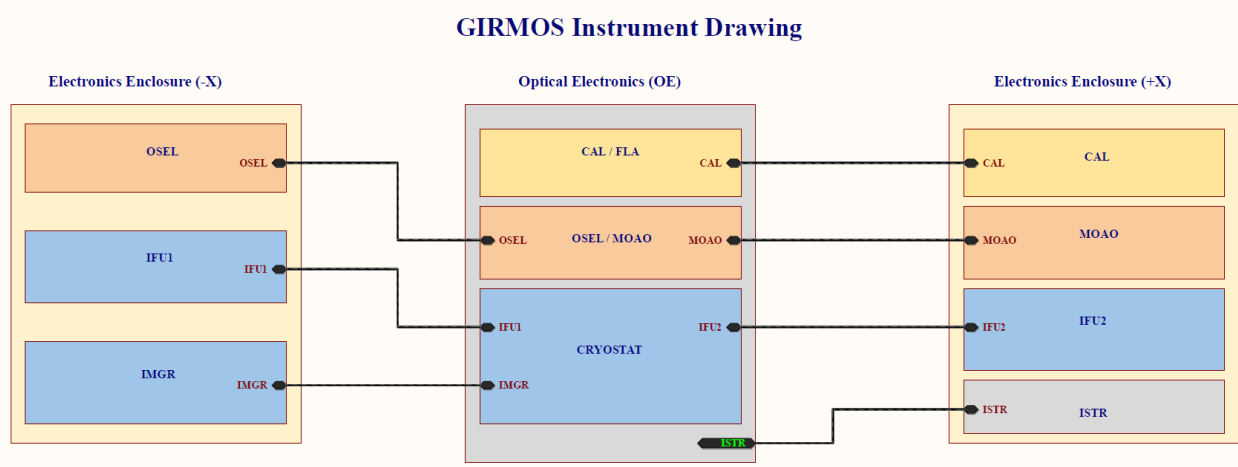 GIRMOS Instrument Drawing
Electronics Enclosure (-X)
OSEL
OSEL
IFU1
IFU1
IMGR
IMGR
Optical Electronics (OE)
CAL / FLA
CAL
OSEL
OSEL / MOAO
MOAO
IFU1
IFU2
CRYOSTAT
IMGR
ISTR
Electronics Enclosure (+X)
CAL
CAL
MOAO
MOAO
IFU2
IFU2
ISTR
ISTR